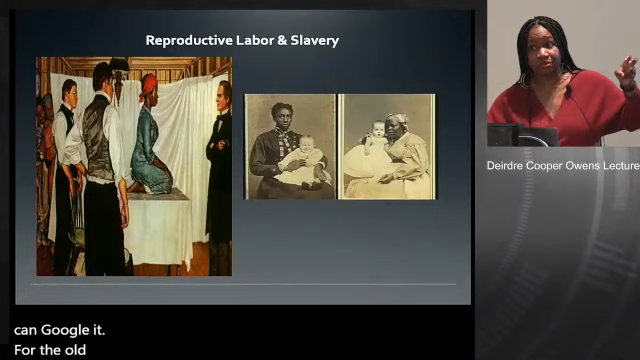 Reproductive Labor & Slavery
Deirdre Cooper Owens Lecture
can Google it.
For the old